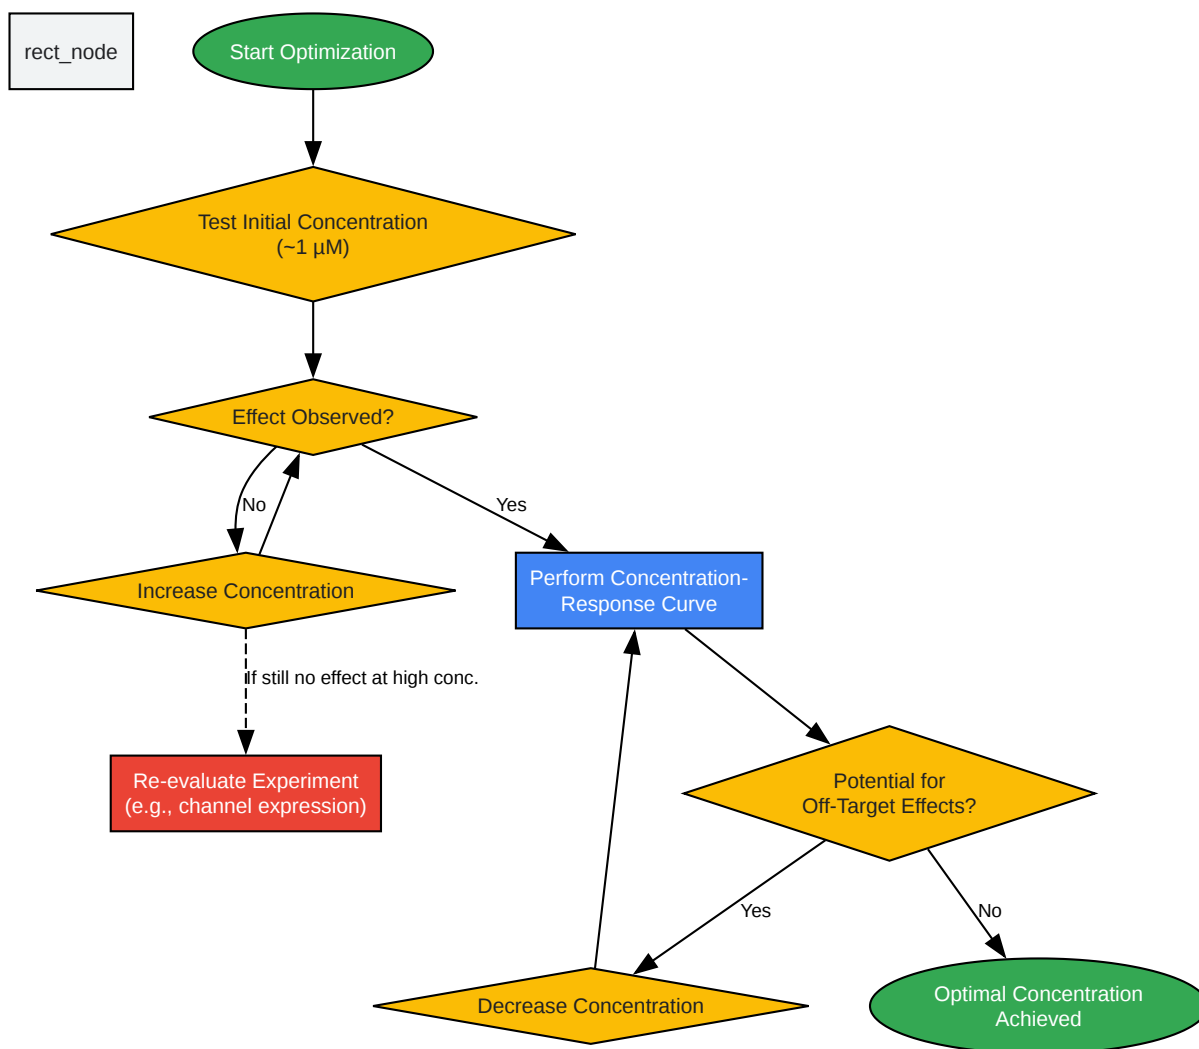 rect_node
Start Optimization
Test Initial Concentration
(~1 µM)
Effect Observed?
No
Yes
Increase Concentration
Perform Concentration-
Response Curve
If still no effect at high conc.
Re-evaluate Experiment
(e.g., channel expression)
Potential for
Off-Target Effects?
Yes
No
Decrease Concentration
Optimal Concentration
Achieved